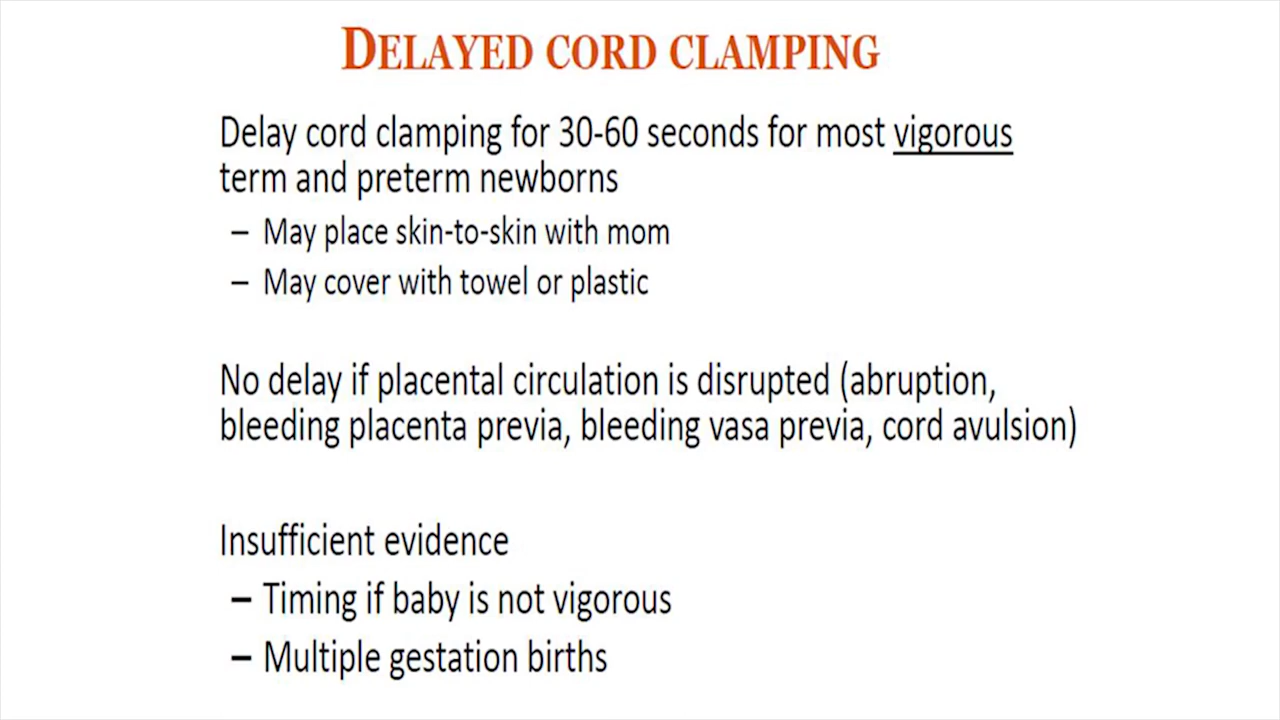 DELAYED CORD CLAMPING
Delay cord clamping for 30-60 seconds for most vigorous
term and preterm newborns
– May place skin-to-skin with mom
– May cover with towel or plastic
No delay if placental circulation is disrupted (abruption,
bleeding placenta previa, bleeding vasa previa, cord avulsion)
Insufficient evidence
– Timing if baby is not vigorous
– Multiple gestation births